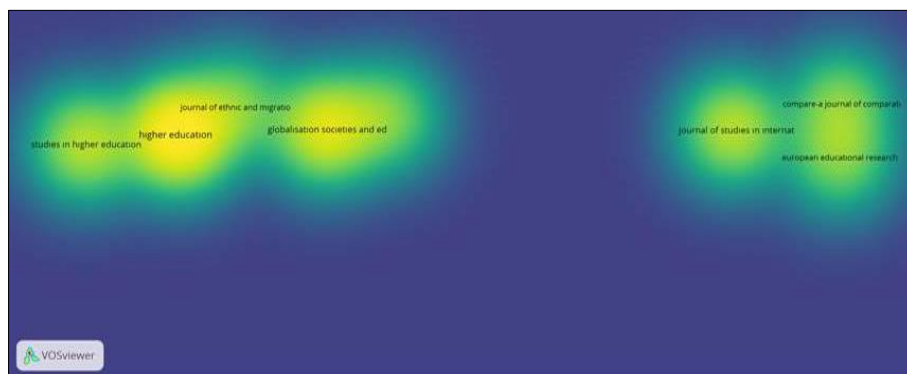 compare-a journal of comparati
journal of ethnic and migratio
globalisation societies and ed
journal of studies in internat
higher education
studies in higher education
european educational research
VOSviewer